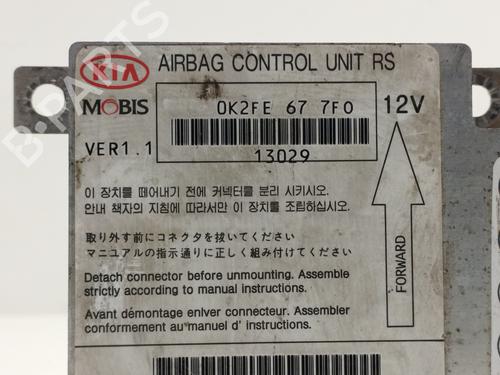 KIA
AIRBAG CONTROL UNIT RS
MOBIS
0K2FE 67 7F0
12V
VER1.1
13029
이 장치를 떼어내기 전에 커넥터를 분리 시키시오.
안내 책자의 지침에 따라서만 이 장치를 조립하십시오.
取り外す前にコネクタを抜いてください
マニュアルの指示通りに正しく組み付けてください
FORWARD
Detach connector before unmounting. Assemble
strictly according to manual instructions.
Avant démontage enlver connecteur. Assembler
conformement au manuel d' instructions.
B-PARTS